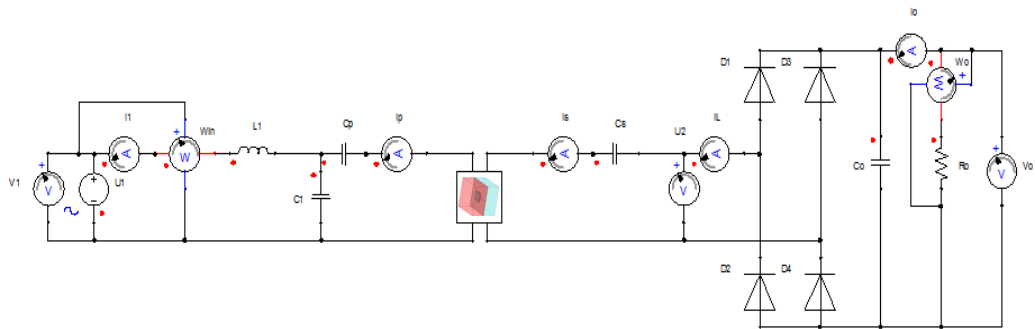 Io
D1
D3
Wo
I1
Win
L1
Cp
Ip
Is
Cs
U2
IL
V1
U1
C1
Co
Ro
Vo
D2
D4
V
A
W
A
A
V
A
A
W
V